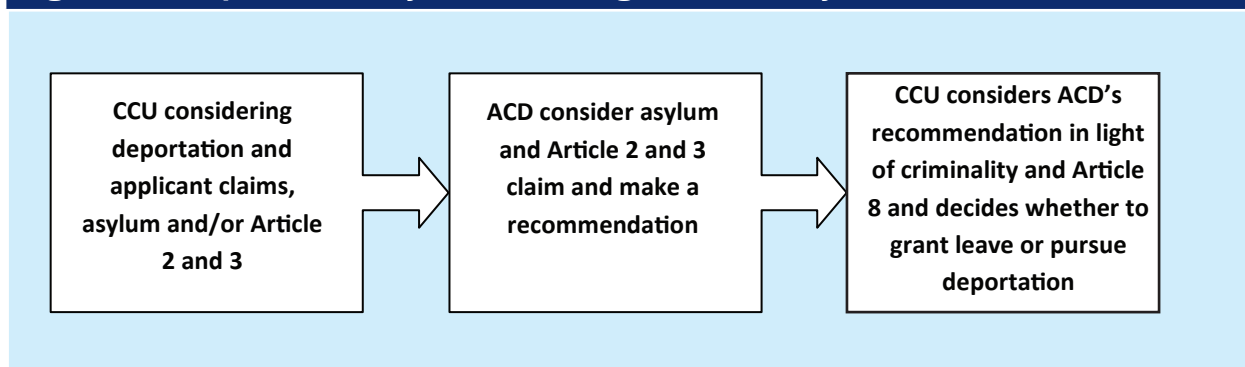 CCU considering
deportation and
applicant claims,
asylum and/or Article
2 and 3
ACD consider asylum
and Article 2 and 3
claim and make a
recommendation
CCU considers ACD's
recommendation in light
of criminality and Article
8 and decides whether to
grant leave or pursue
deportation